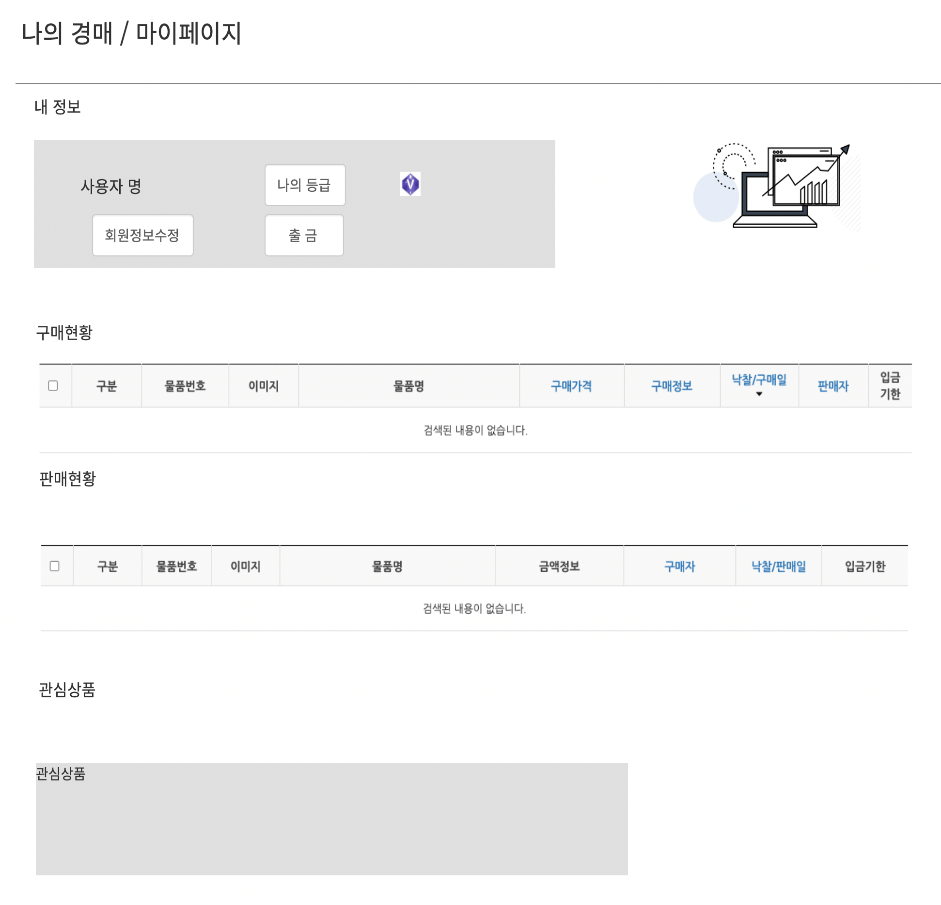 나의 경매 / 마이페이지
내 정보
사용자 명
나의 등급
V
회원정보수정
출 금
구매현황
구분 물품번호 이미지 물품명 구매가격 구매정보 낙찰/구매일 판매자 입금
기한
검색된 내용이 없습니다.
판매현황
구분 물품번호 이미지 물품명 금액정보 구매자 낙찰/판매일 입금기한
검색된 내용이 없습니다.
관심상품
관심상품